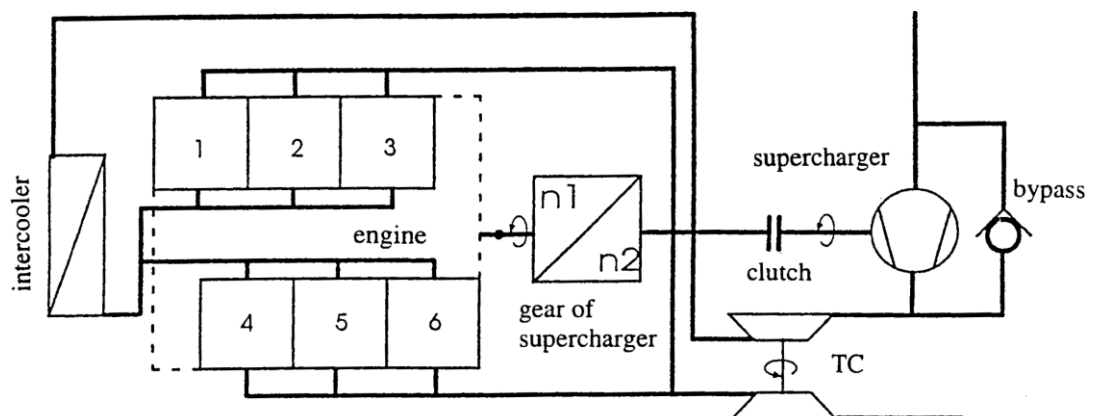 1
2
3
supercharger
intercooler
n1
bypass
engine
n2
clutch
4
5
6
gear of
supercharger
TC